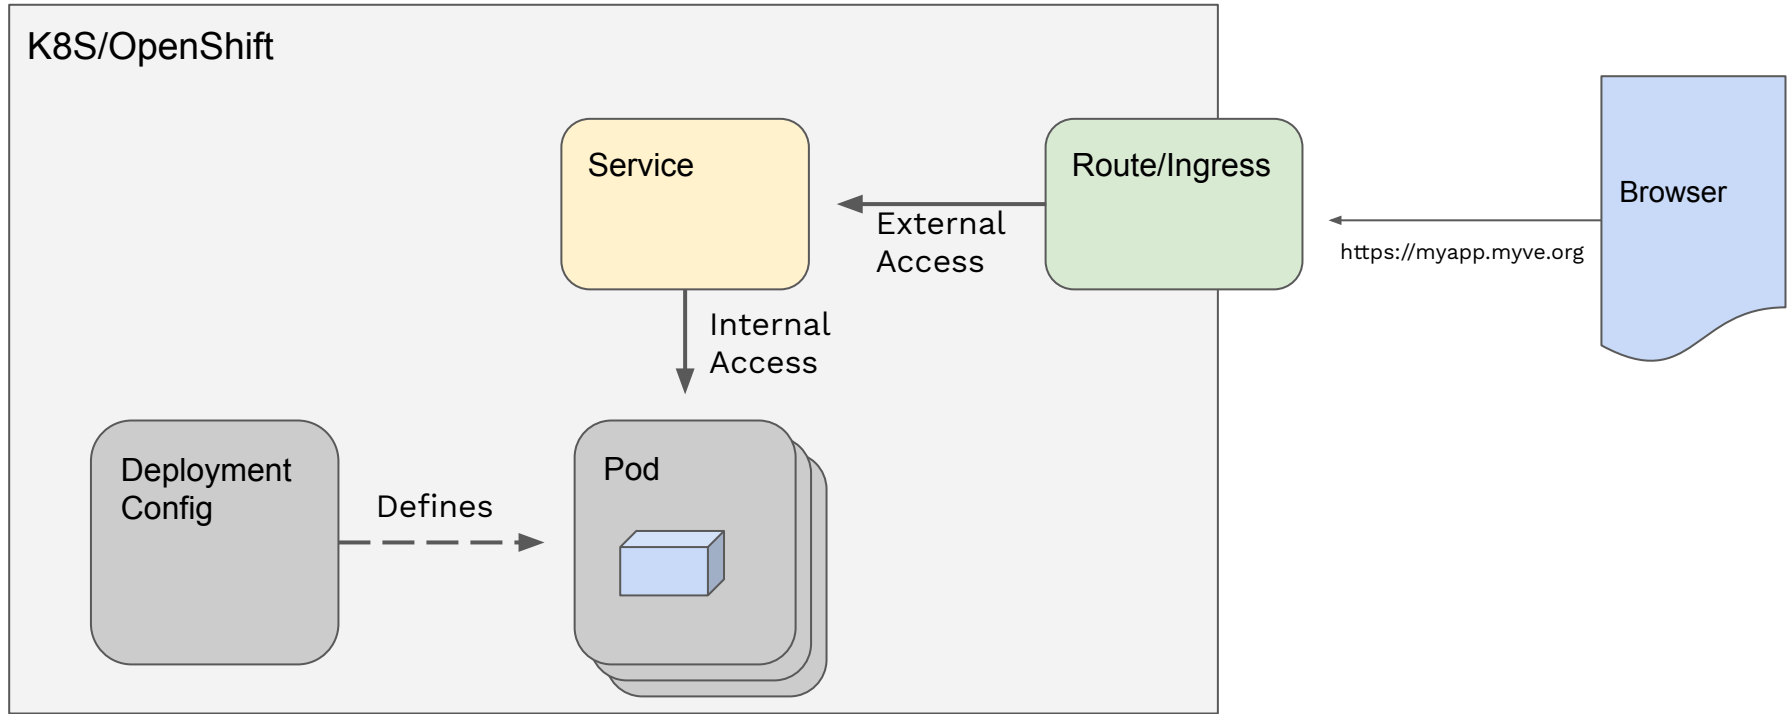 K8S/OpenShift
Service
Route/Ingress
Browser
External
Access
https://myapp.myve.org
Internal
Access
Deployment
Config
Defines
Pod